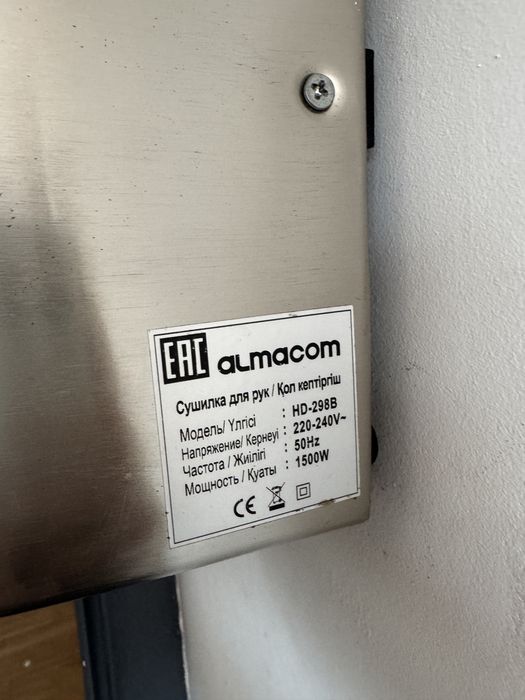 EAC almacom
Сушилка для рук / Қол кептіргіш
Модель/ Үлгісі : HD-298B
Напряжение/ Кернеуі : 220-240V~
Частота / Жиілігі : 50Hz
Мощность / Қуаты : 1500W
CE